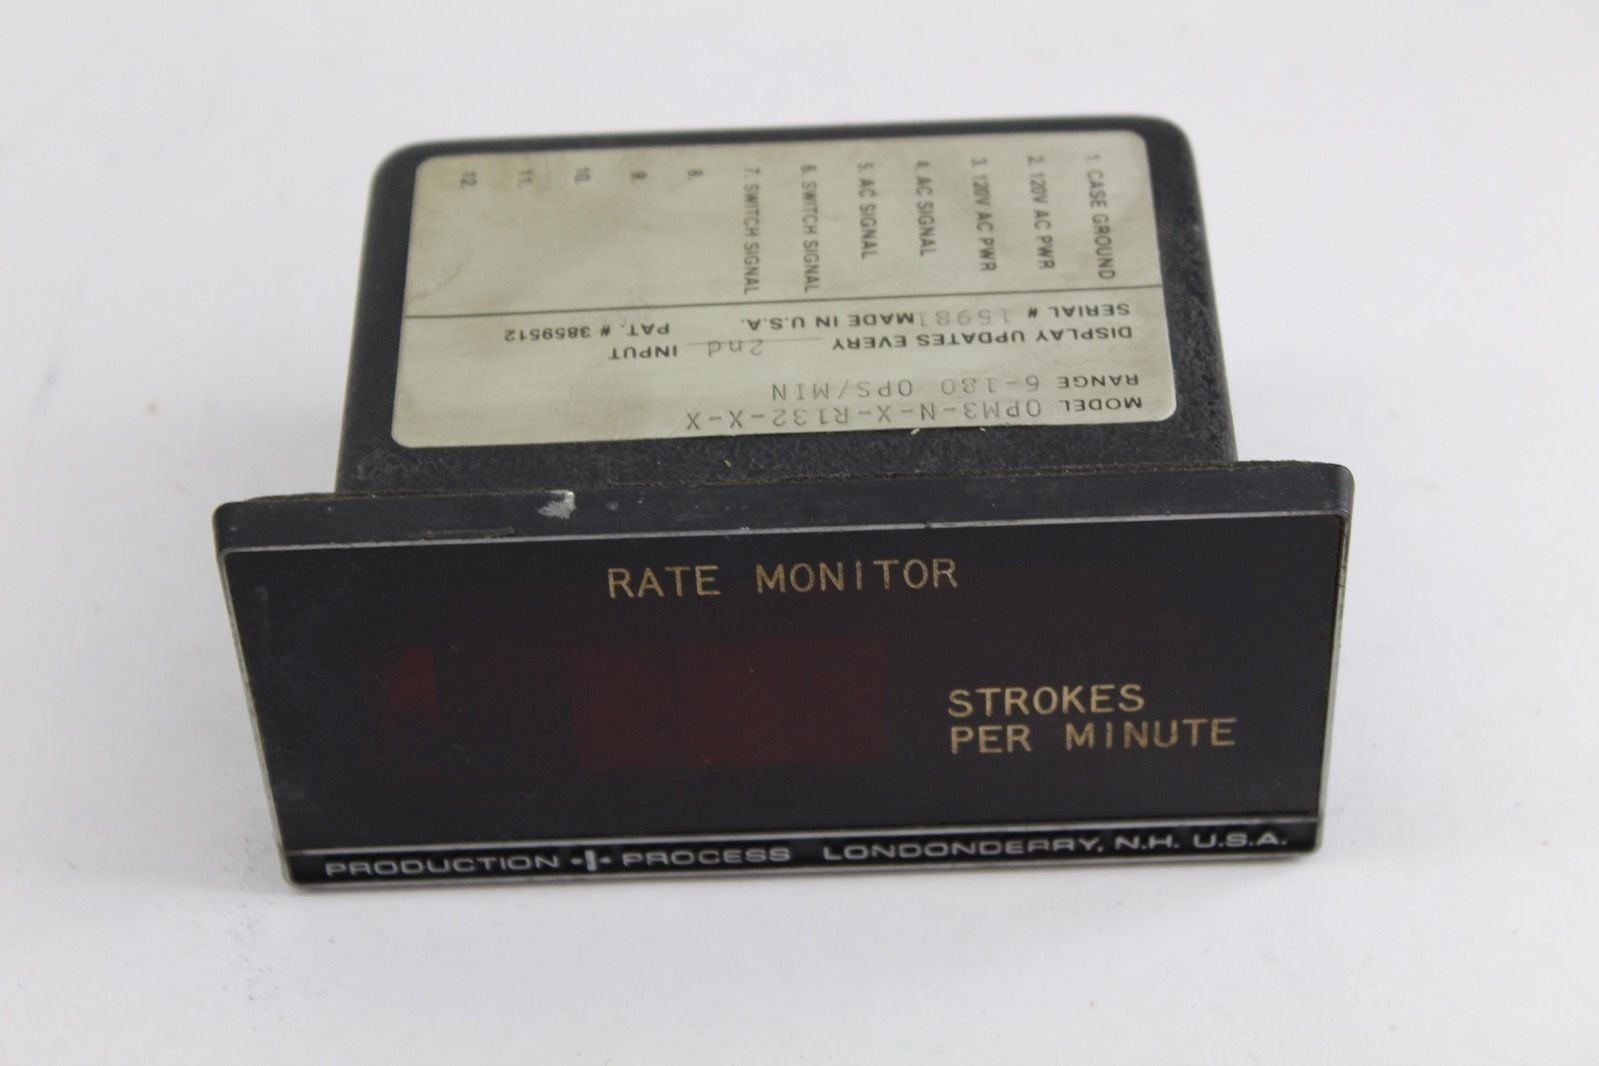 1. CASE GROUND
2. 120V AC PWR
3. 120V AC PWR
4. AC SIGNAL
5. AC SIGNAL
6. SWITCH SIGNAL
7. SWITCH SIGNAL
8.
9.
10.
11.
12.
MODEL OPM3-N-X-R132-X-X
RANGE 6-180 OPS/MIN
DISPLAY UPDATES EVERY 2nd INPUT
SERIAL # 15981 MADE IN U.S.A. PAT. # 3859512
RATE MONITOR
STROKES
PER MINUTE
PRODUCTION PROCESS LONDONDERRY, N.H. U.S.A.